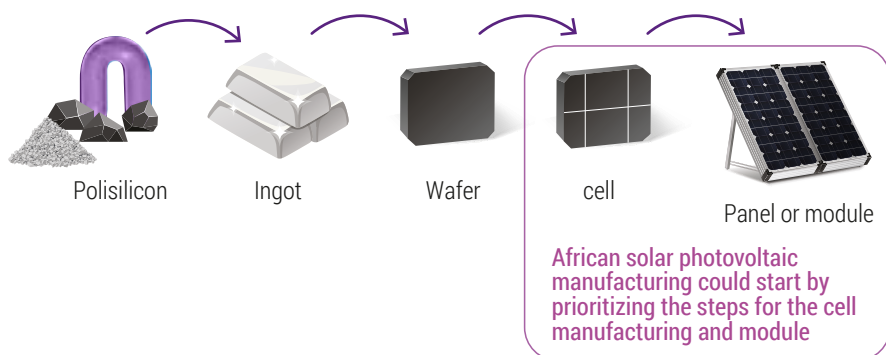 Polisilicon
Ingot
Wafer
cell
Panel or module
African solar photovoltaic
manufacturing could start by
prioritizing the steps for the cell
manufacturing and module